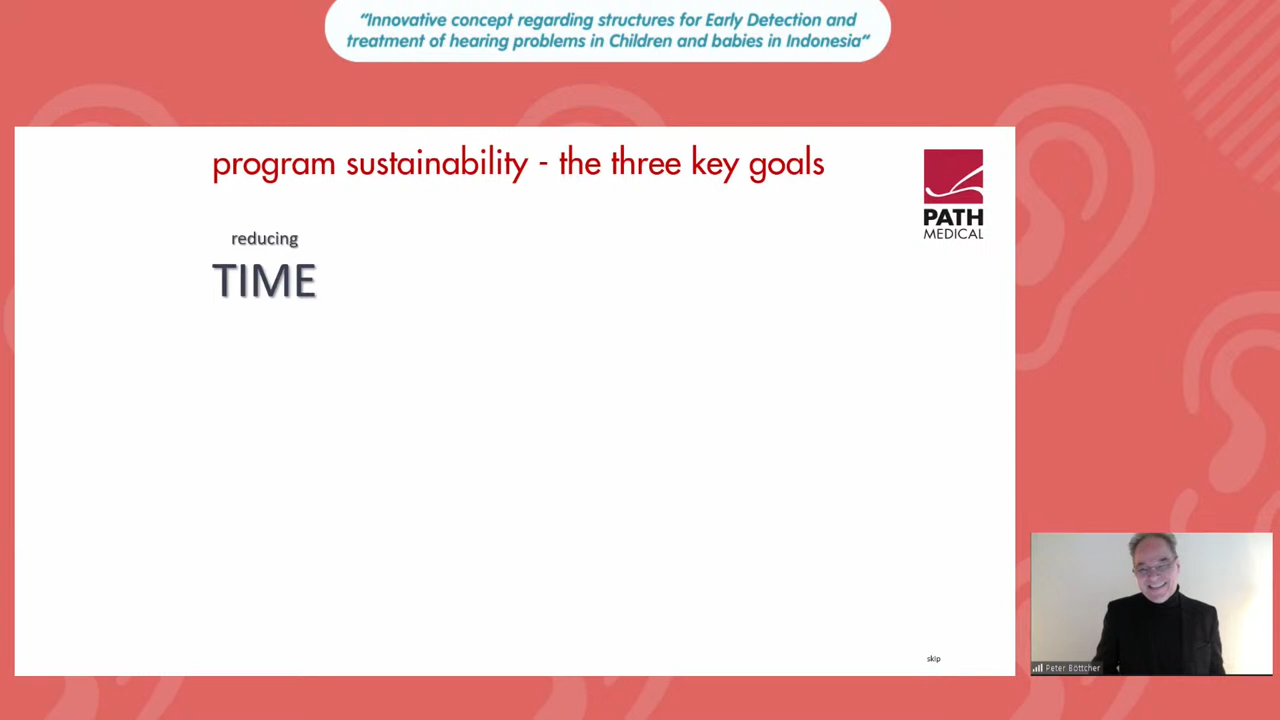 “Innovative concept regarding structures for Early Detection and
treatment of hearing problems in Children and babies in Indonesia“
program sustainability - the three key goals
PATH
MEDICAL
reducing
TIME
skip
Peter Böttcher